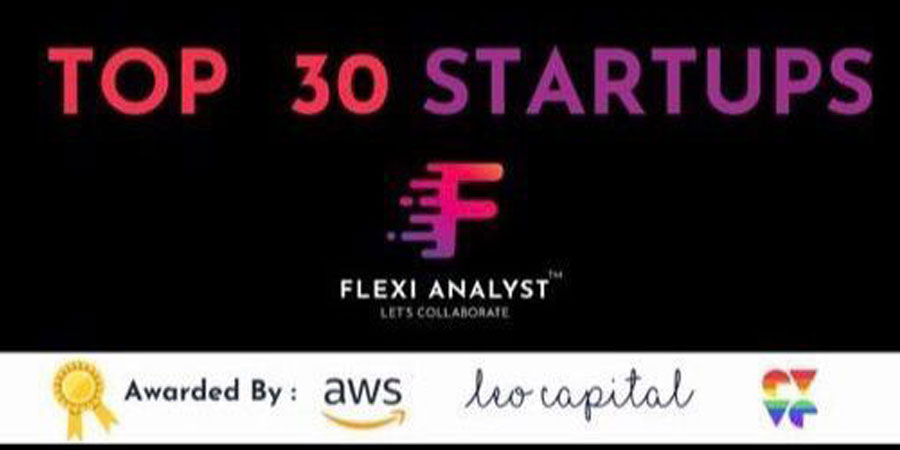 TOP 30 STARTUPS
FLEXI ANALYST™
LET'S COLLABORATE
Awarded By : aws leo capital